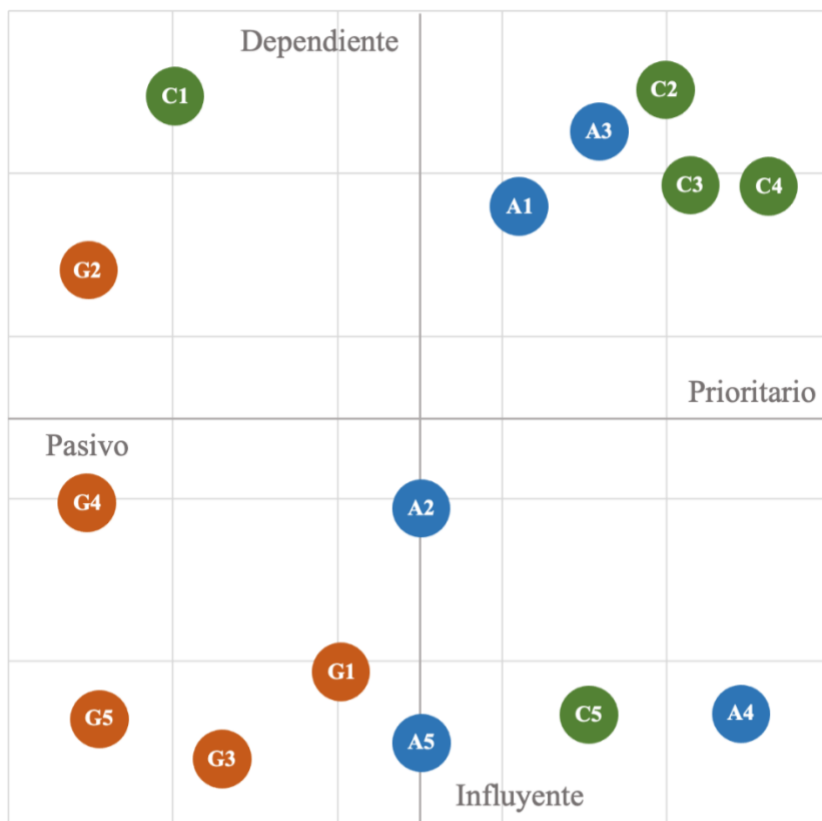 Dependiente
C1
C2
A3
C3
C4
A1
G2
Prioritario
Pasivo
G4
A2
G1
G5
C5
A4
A5
G3
Influyente